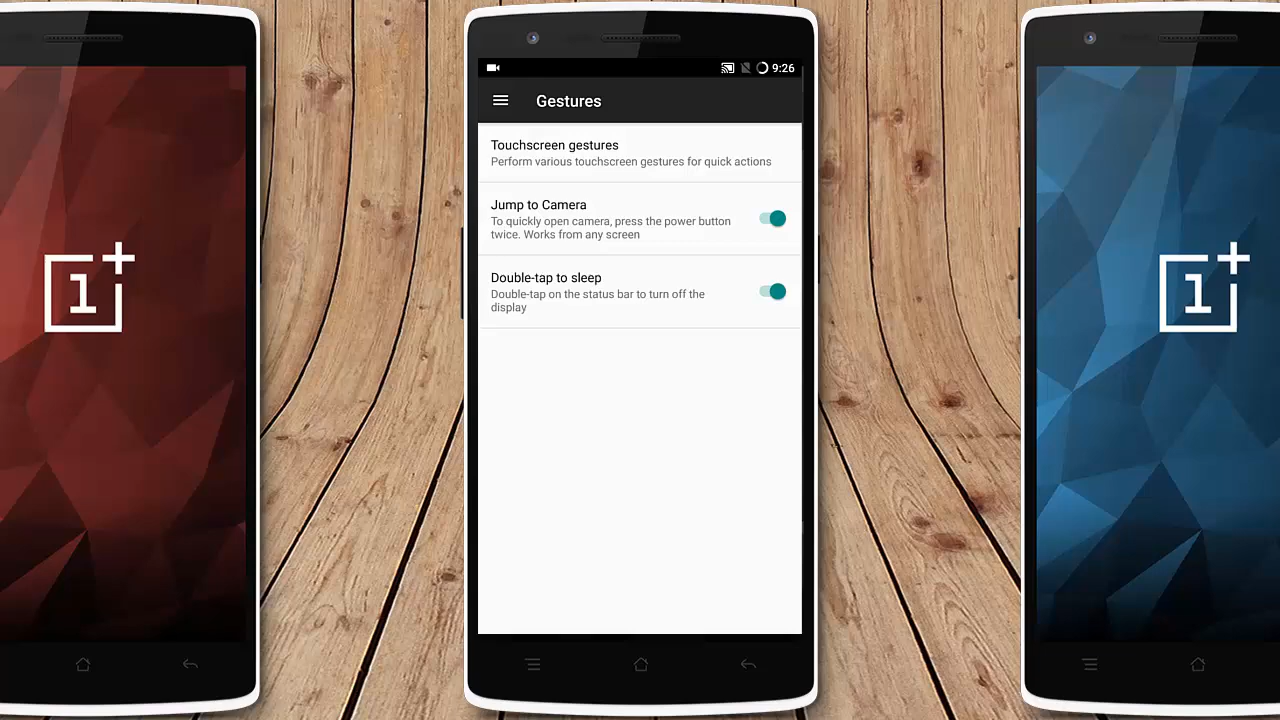 9:26
Gestures
Touchscreen gestures
Perform various touchscreen gestures for quick actions
Jump to Camera
To quickly open camera, press the power button
twice. Works from any screen
Double-tap to sleep
Double-tap on the status bar to turn off the
display
1+
1+